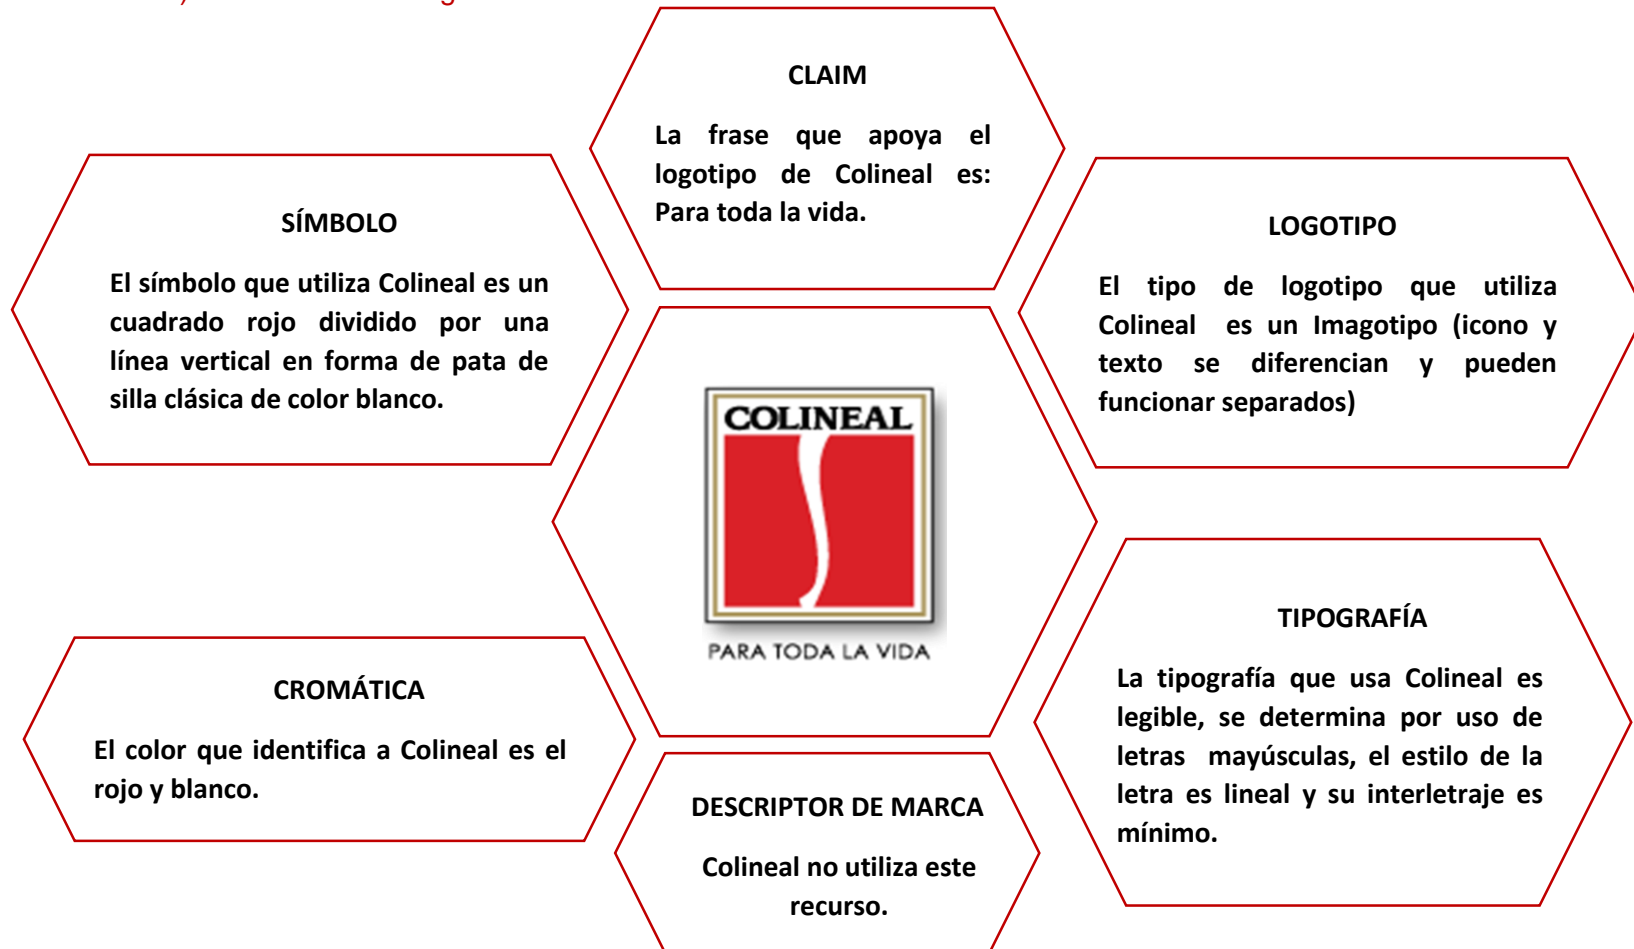 CLAIM
La frase que apoya el
logotipo de Colineal es:
Para toda la vida.
SÍMBOLO
El símbolo que utiliza Colineal es un
cuadrado rojo dividido por una
línea vertical en forma de pata de
silla clásica de color blanco.
LOGOTIPO
El tipo de logotipo que utiliza
Colineal es un Imagotipo (icono y
texto se diferencian y pueden
funcionar separados)
COLINEAL
PARA TODA LA VIDA
CROMÁTICA
El color que identifica a Colineal es el
rojo y blanco.
TIPOGRAFÍA
La tipografía que usa Colineal es
legible, se determina por uso de
letras mayúsculas, el estilo de la
letra es lineal y su interletraje es
mínimo.
DESCRIPTOR DE MARCA
Colineal no utiliza este
recurso.